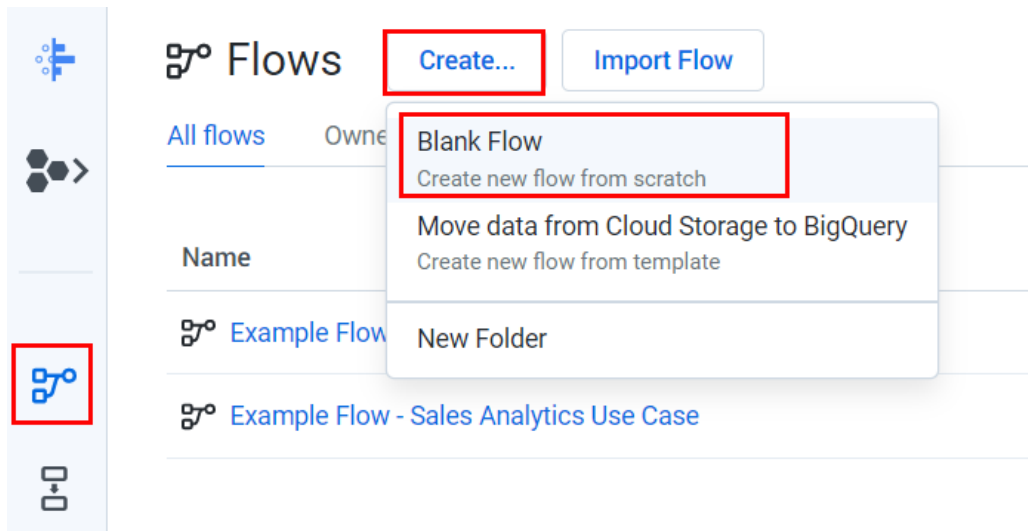 Flows
Create...
Import Flow
All flows
Owne
Blank Flow
Create new flow from scratch
Move data from Cloud Storage to BigQuery
Create new flow from template
New Folder
Name
Example Flow
Example Flow - Sales Analytics Use Case